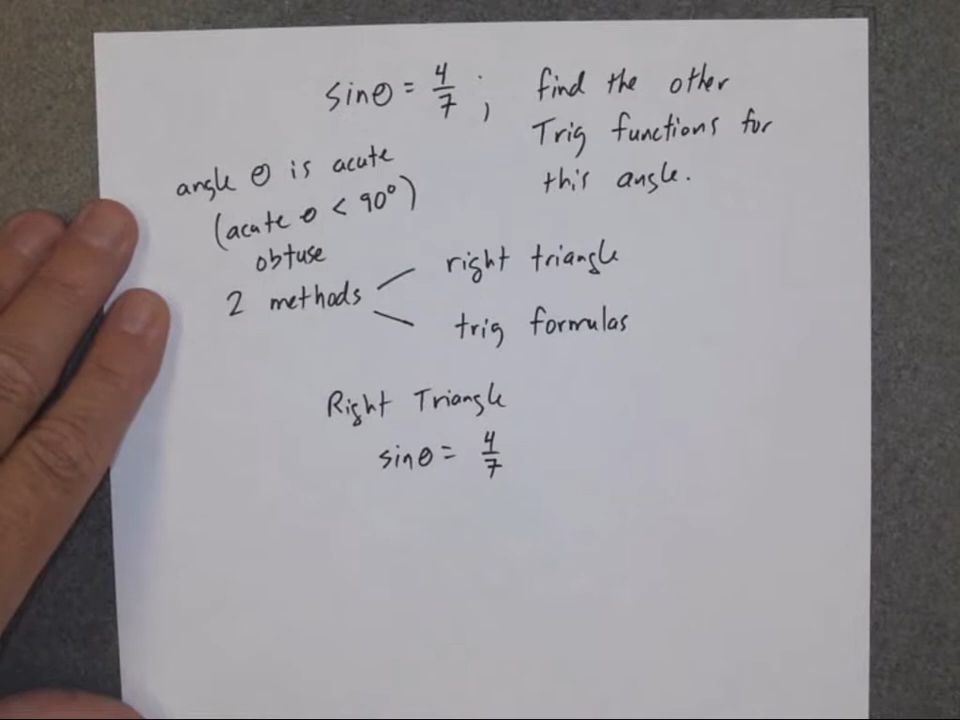 sinθ = 4/7 ; find the other
Trig functions for
this angle.
angle θ is acute
(acute θ < 90°)
obtuse
2 methods
right triangle
trig formulas
Right Triangle
sinθ = 4/7